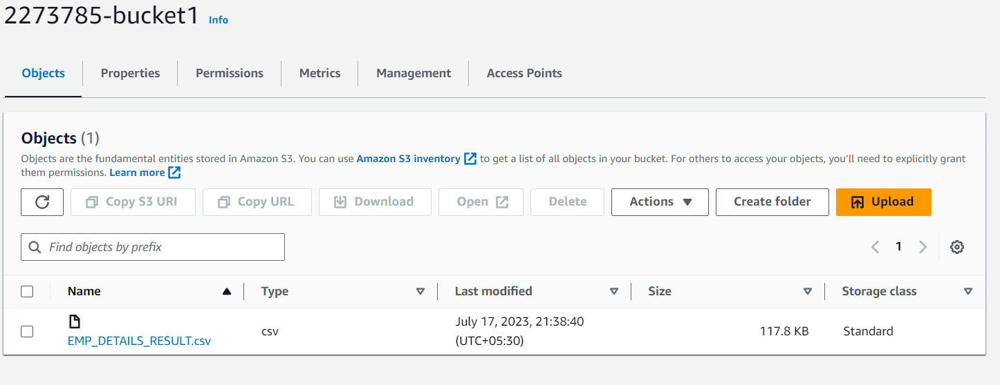 2273785-bucket1 Info
Objects Properties Permissions Metrics Management Access Points
Objects (1)
Objects are the fundamental entities stored in Amazon S3. You can use Amazon S3 inventory to get a list of all objects in your bucket. For others to access your objects, you’ll need to explicitly grant
them permissions. Learn more
Copy S3 URI Copy URL Download Open Delete Actions Create folder Upload
Find objects by prefix 1
Name Type Last modified Size Storage class
EMP_DETAILS_RESULT.csv csv July 17, 2023, 21:38:40 117.8 KB Standard
(UTC+05:30)